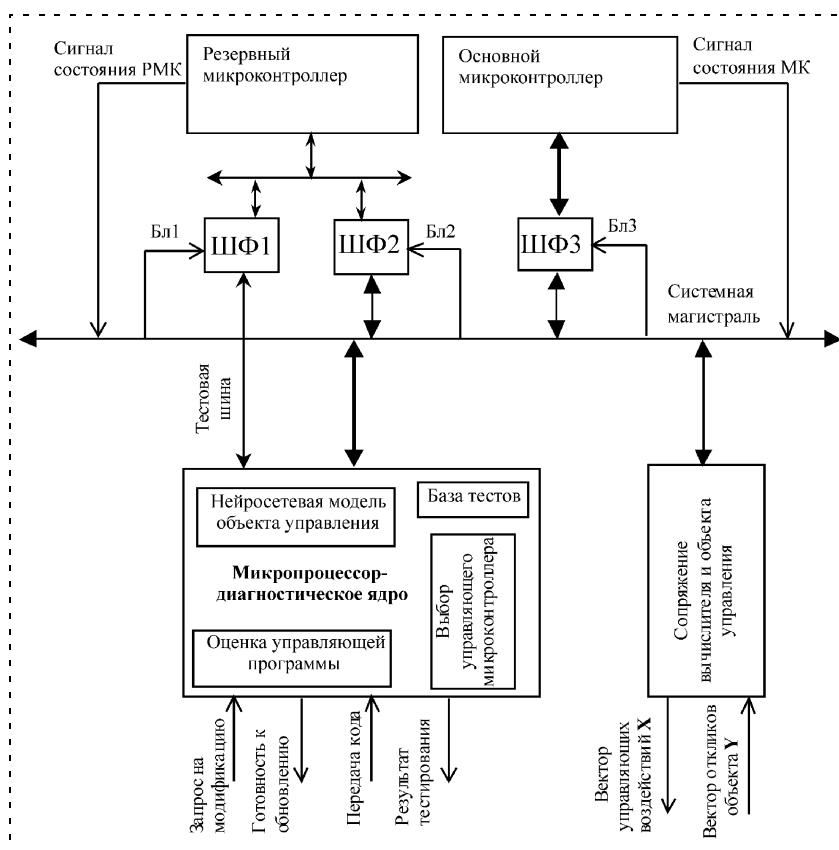 Сигнал
состояния РМК
Резервный
микроконтроллер
Основной
микроконтроллер
Сигнал
состояния МК
Бл1
ШФ1
ШФ2
Бл2
ШФ3
Бл3
Системная
магистраль
Тестовая
шина
Нейросетевая модель
объекта управления
База тестов
Микропроцессор-
диагностическое ядро
Выбор
управляющего
микроконтроллера
Оценка управляющей
программы
Сопряжение
вычислителя и объекта
управления
Запрос на
модификацию
Готовность к
обновлению
Передача кода
Результат
тестирования
Вектор
управляющих
воздействий X
Вектор откликов
объекта Y